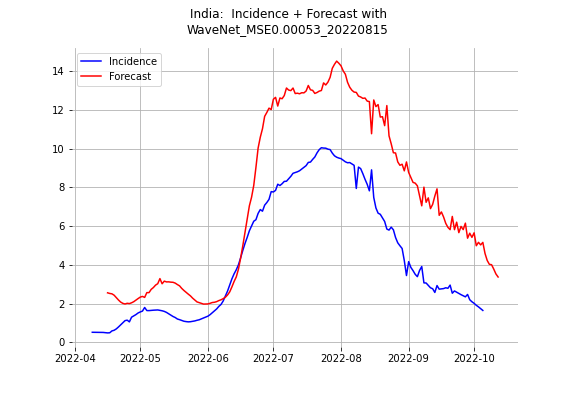 India:  Incidence + Forecast with
WaveNet_MSE0.00053_20220815
Incidence
Forecast
14
12
10
8
6
4
2
0
2022-04 2022-05 2022-06 2022-07 2022-08 2022-09 2022-10